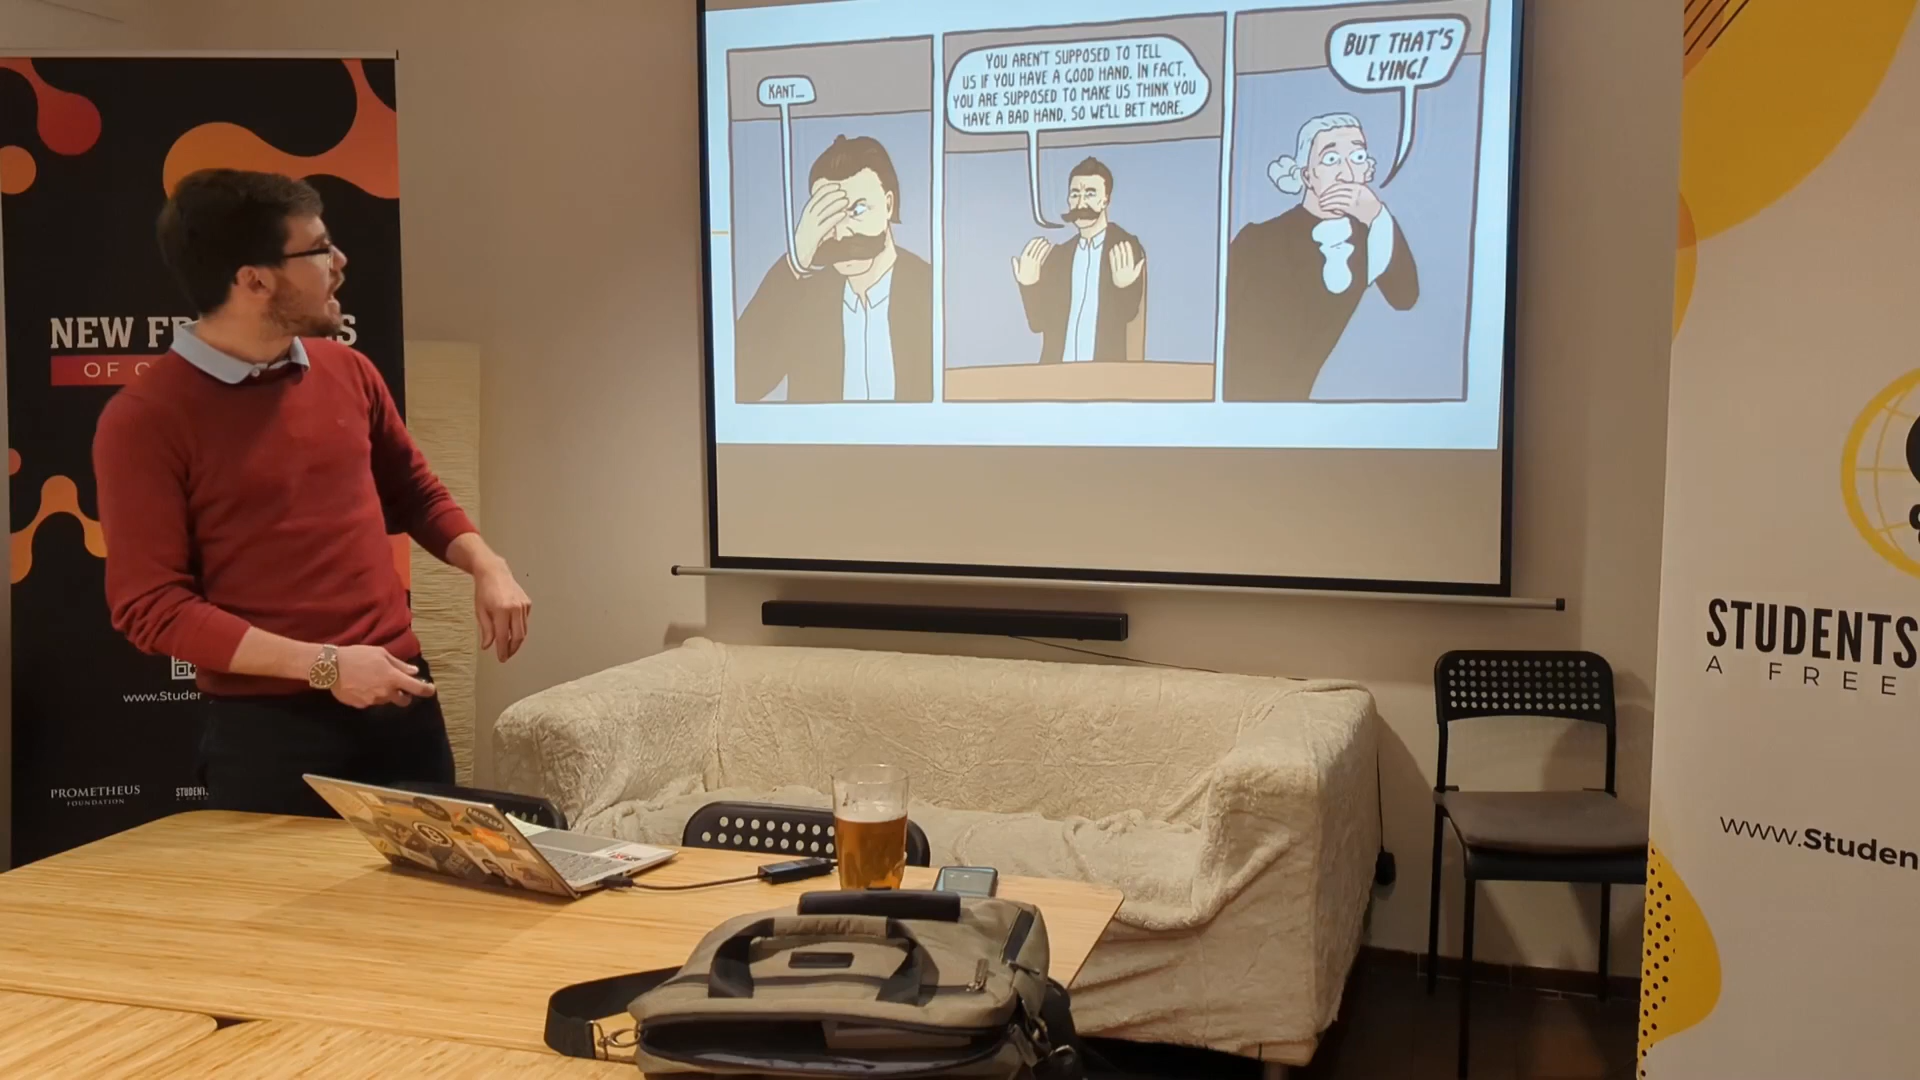 KANT...
YOU AREN'T SUPPOSED TO TELL
US IF YOU HAVE A GOOD HAND. IN FACT,
YOU ARE SUPPOSED TO MAKE US THINK YOU
HAVE A BAD HAND, SO WE'LL BET MORE.
BUT THAT'S
LYING!
NEW
OF
www.Studen
PROMETHEUS
FOUNDATION
STUDENTS
A FREE
www.Studen